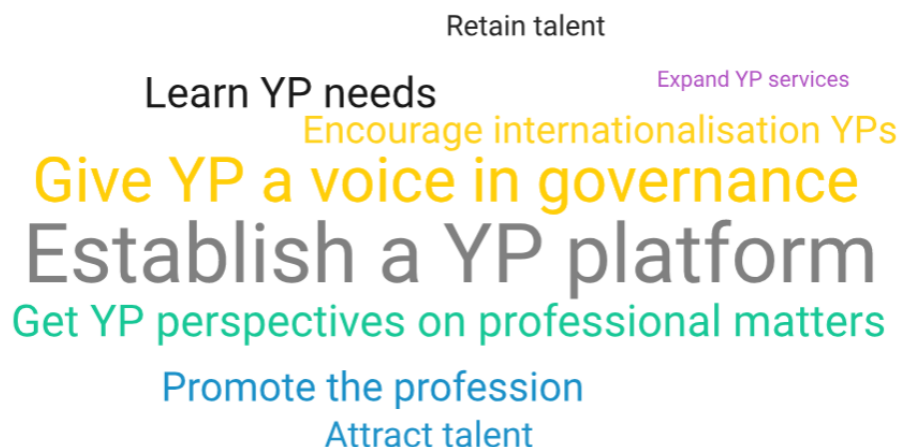 Retain talent
Expand YP services
Learn YP needs
Encourage internationalisation YPs
Give YP a voice in governance
Establish a YP platform
Get YP perspectives on professional matters
Promote the profession
Attract talent